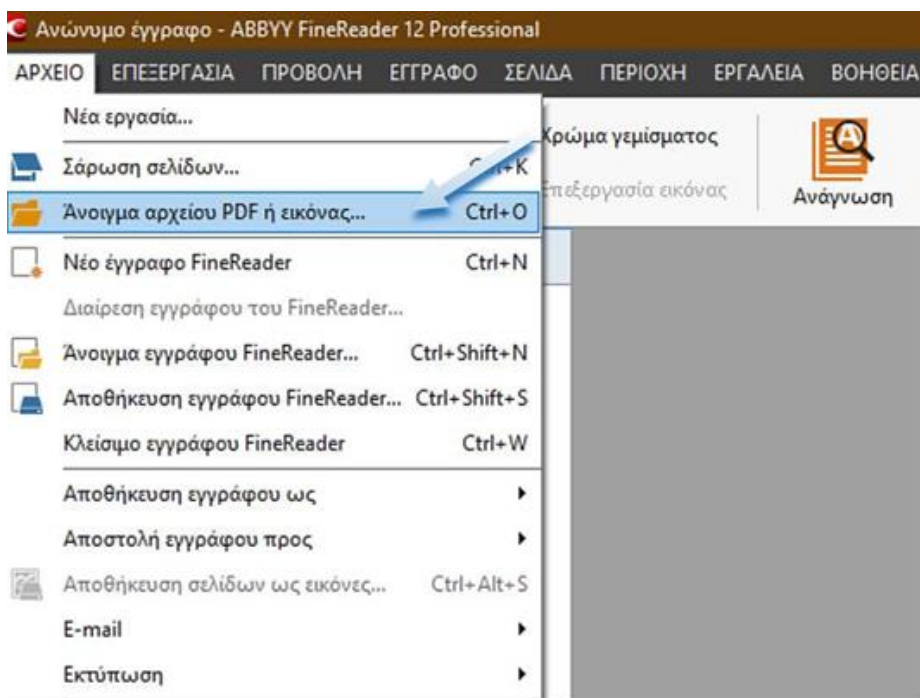 Ανώνυμο έγγραφο - ABBYY FineReader 12 Professional
ΑΡΧΕΙΟ ΕΠΕΞΕΡΓΑΣΙΑ ΠΡΟΒΟΛΗ ΕΓΓΡΑΦΟ ΣΕΛΙΔΑ ΠΕΡΙΟΧΗ ΕΡΓΑΛΕΙΑ ΒΟΗΘΕΙΑ
Νέα εργασία...
Χρώμα γεμίσματος
Σάρωση σελίδων...
Επεξεργασία εικόνας
Ανάγνωση
Άνοιγμα αρχείου PDF ή εικόνας... Ctrl+O
Νέο έγγραφο FineReader Ctrl+N
Διαίρεση εγγράφου του FineReader...
Άνοιγμα εγγράφου FineReader... Ctrl+Shift+N
Αποθήκευση εγγράφου FineReader... Ctrl+Shift+S
Κλείσιμο εγγράφου FineReader Ctrl+W
Αποθήκευση εγγράφου ως
Αποστολή εγγράφου προς
Αποθήκευση σελίδων ως εικόνες... Ctrl+Alt+S
E-mail
Εκτύπωση